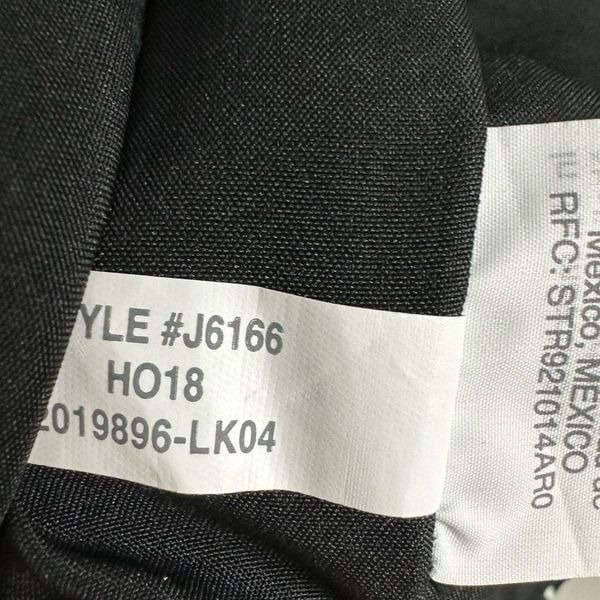 YLE #J6166
HO18
2019896-LK04
Mexico, MEXICO
RFC: STR921014AR0